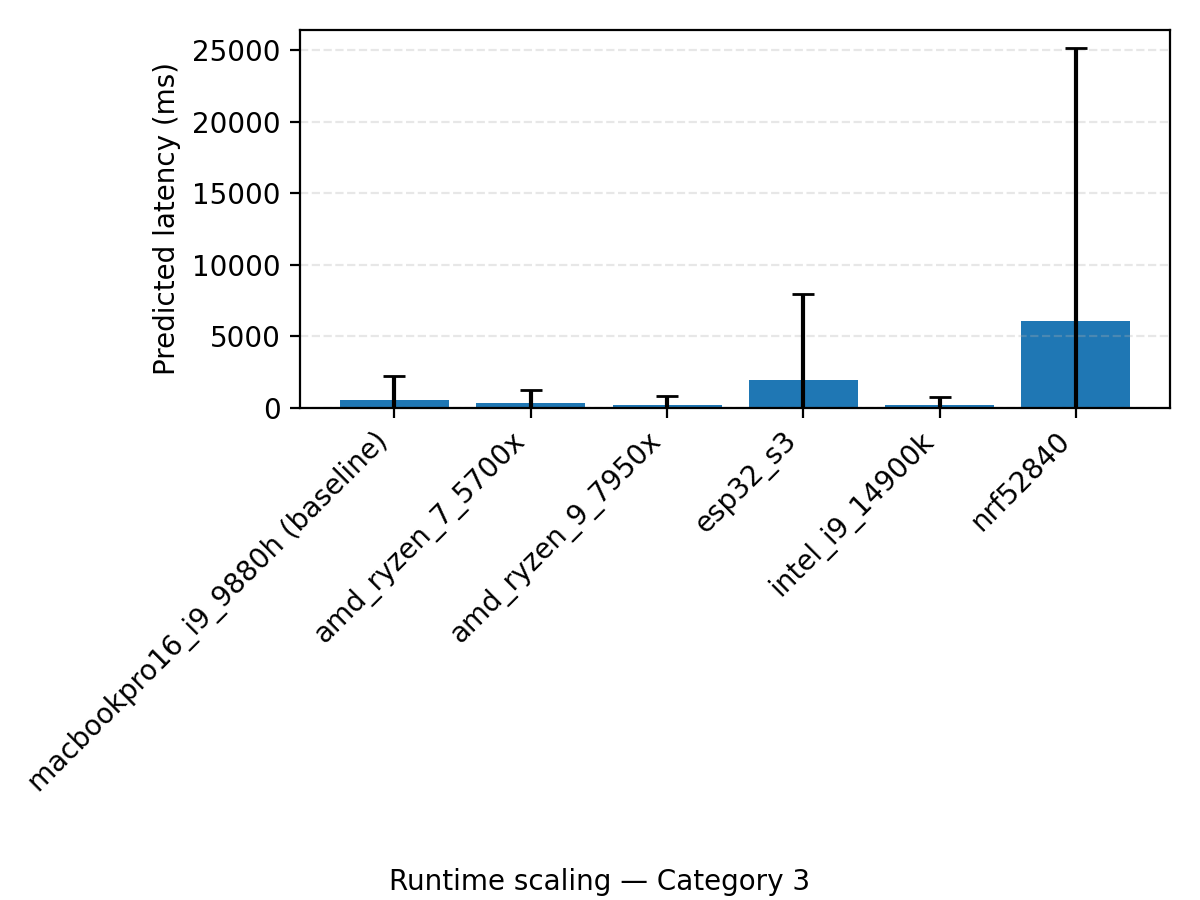 Predicted latency (ms)
25000
20000
15000
10000
5000
0
macbookpro16_i9_9880h (baseline)
amd_ryzen_7_5700x
amd_ryzen_9_7950x
esp32_s3
intel_i9_14900k
nrf52840
Runtime scaling — Category 3